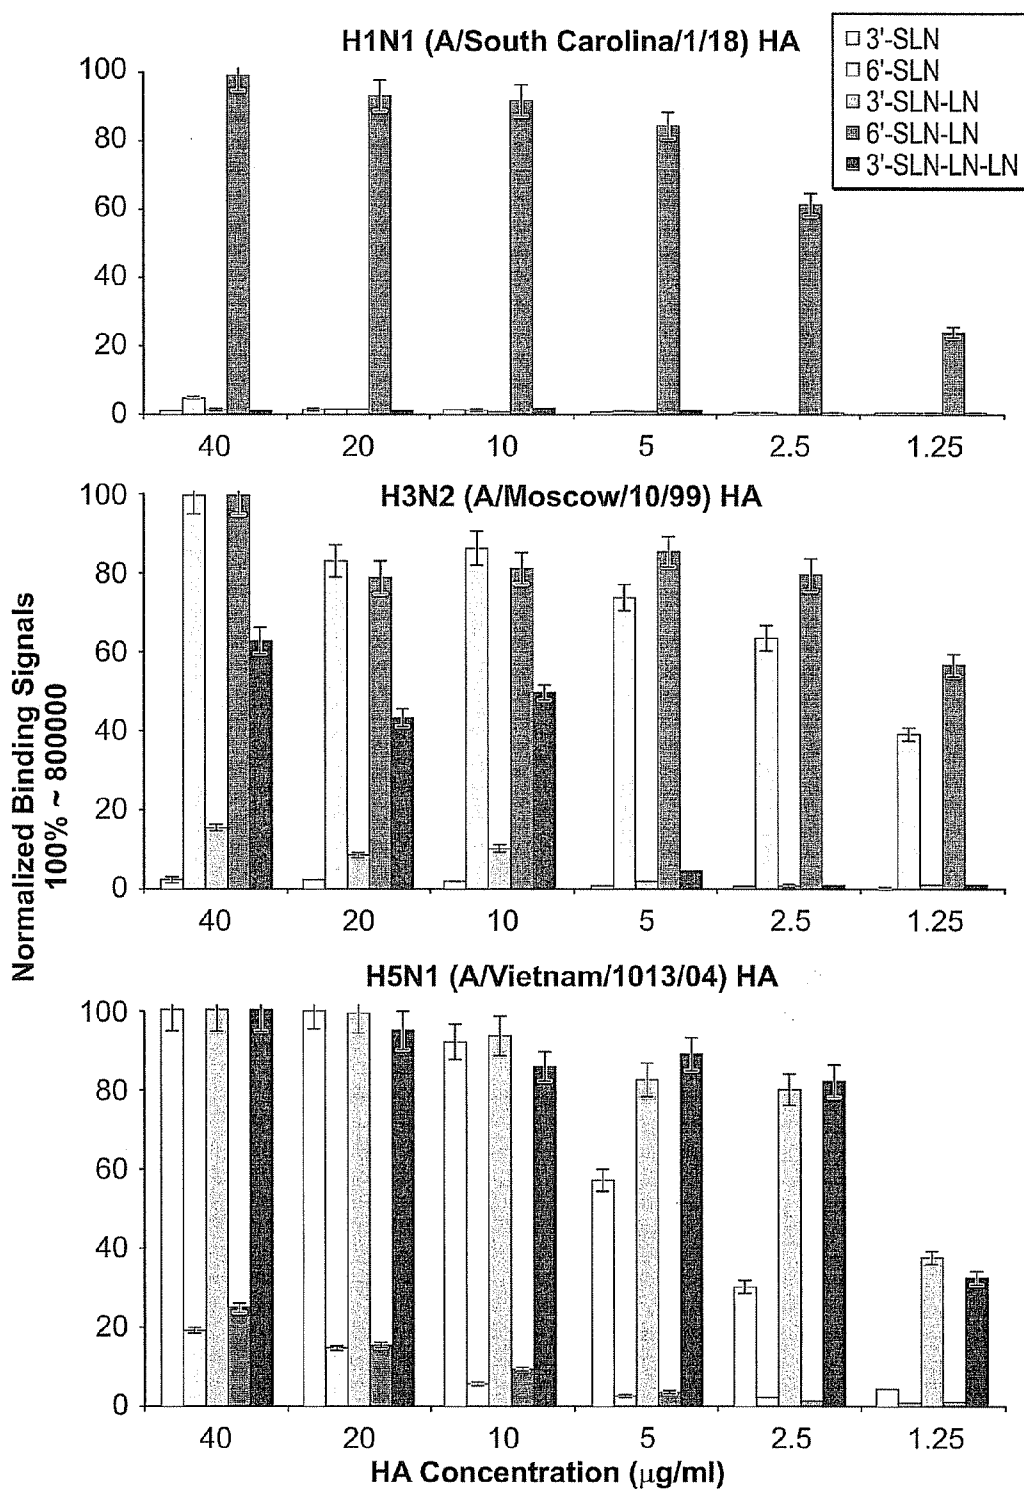 H1N1 (A/South Carolina/1/18) HA
3'-SLN
6'-SLN
3'-SLN-LN
6'-SLN-LN
3'-SLN-LN-LN
100
80
60
40
20
0
40 20 10 5 2.5 1.25
H3N2 (A/Moscow/10/99) HA
100
80
60
40
20
0
40 20 10 5 2.5 1.25
Normalized Binding Signals
100% ~ 800000
H5N1 (A/Vietnam/1013/04) HA
100
80
60
40
20
0
40 20 10 5 2.5 1.25
HA Concentration (µg/ml)